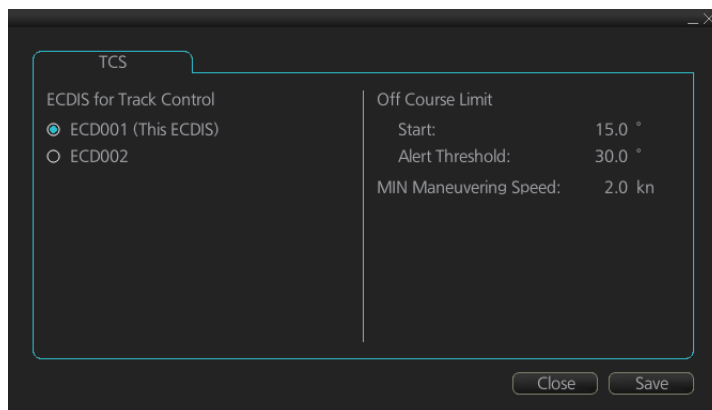 TCS
ECDIS for Track Control
ECD001 (This ECDIS)
ECD002
Off Course Limit
Start: 15.0 °
Alert Threshold: 30.0 °
MIN Maneuvering Speed: 2.0 kn
Close Save